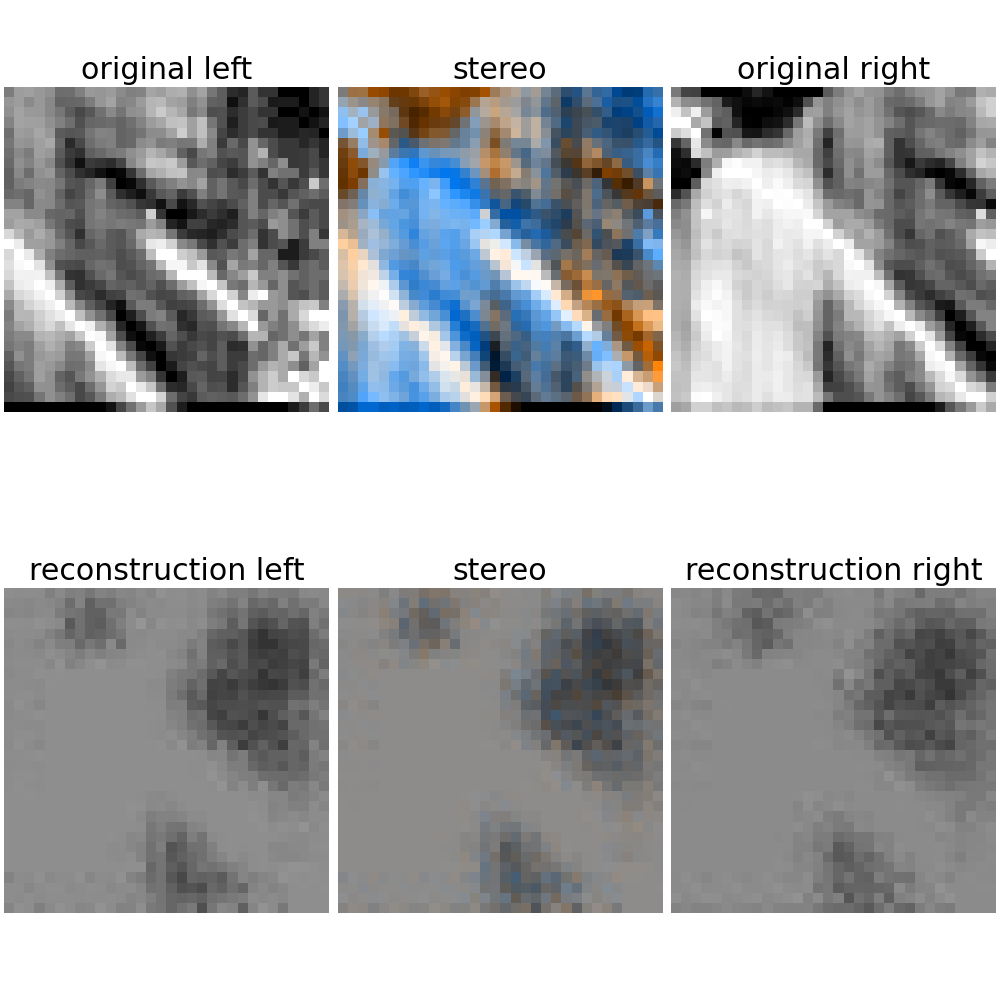 original left
stereo
original right
reconstruction left
stereo
reconstruction right